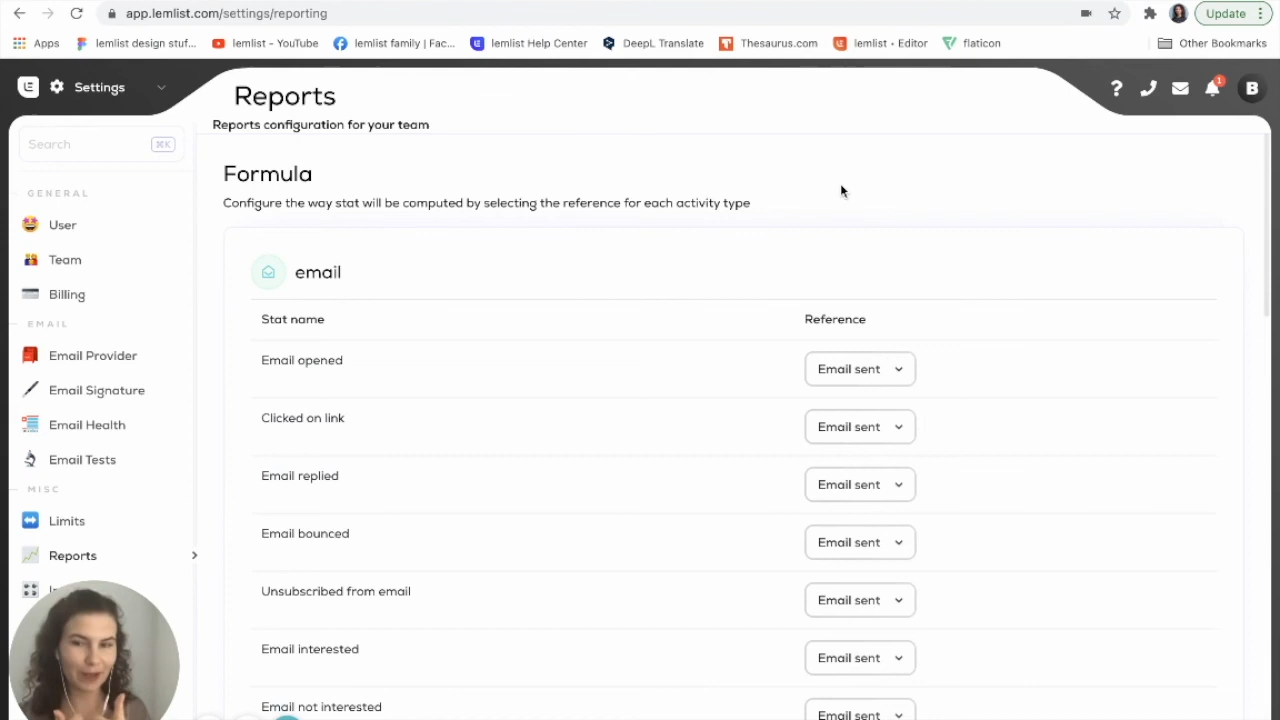 app.lemlist.com/settings/reporting
Update
Apps
lemlist design stuf...
lemlist – YouTube
lemlist family | Fac...
lemlist Help Center
DeepL Translate
Thesaurus.com
lemlist • Editor
flaticon
Other Bookmarks
Settings
Reports
1
B
Reports configuration for your team
Search
⌘K
GENERAL
User
Team
Billing
EMAIL
Email Provider
Email Signature
Email Health
Email Tests
MISC
Limits
Reports
Formula
Configure the way stat will be computed by selecting the reference for each activity type
email
Stat name
Reference
Email opened
Email sent
Clicked on link
Email sent
Email replied
Email sent
Email bounced
Email sent
Unsubscribed from email
Email sent
Email interested
Email sent
Email not interested
Email sent